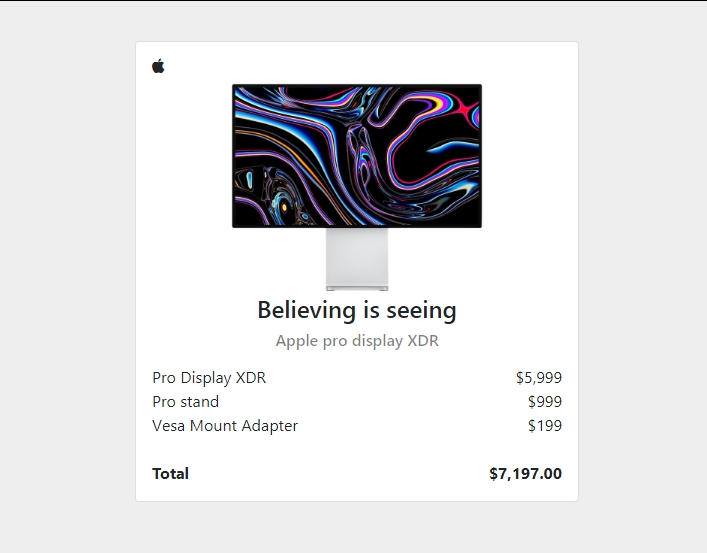 Believing is seeing
Apple pro display XDR
Pro Display XDR $5,999
Pro stand $999
Vesa Mount Adapter $199
Total $7,197.00